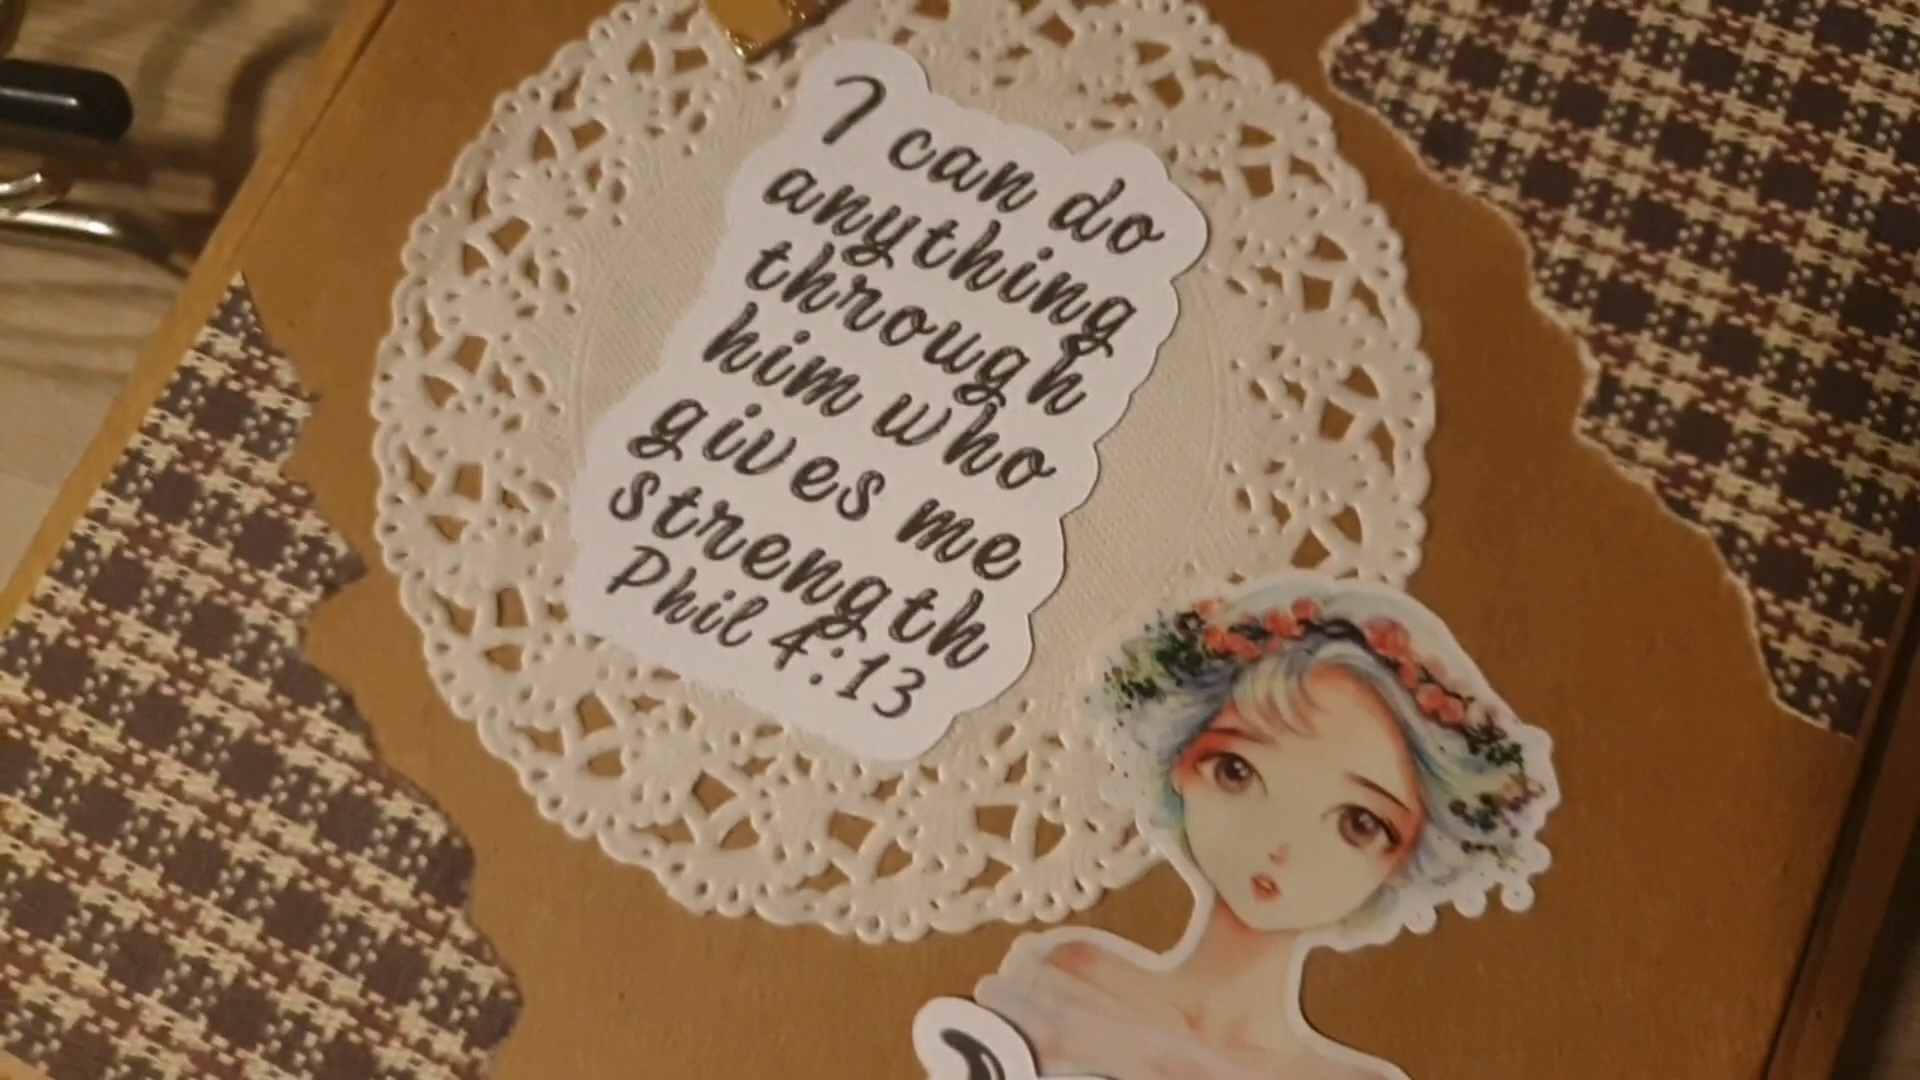 I can do
anything
through
him who
gives me
strength
Phil 4:13